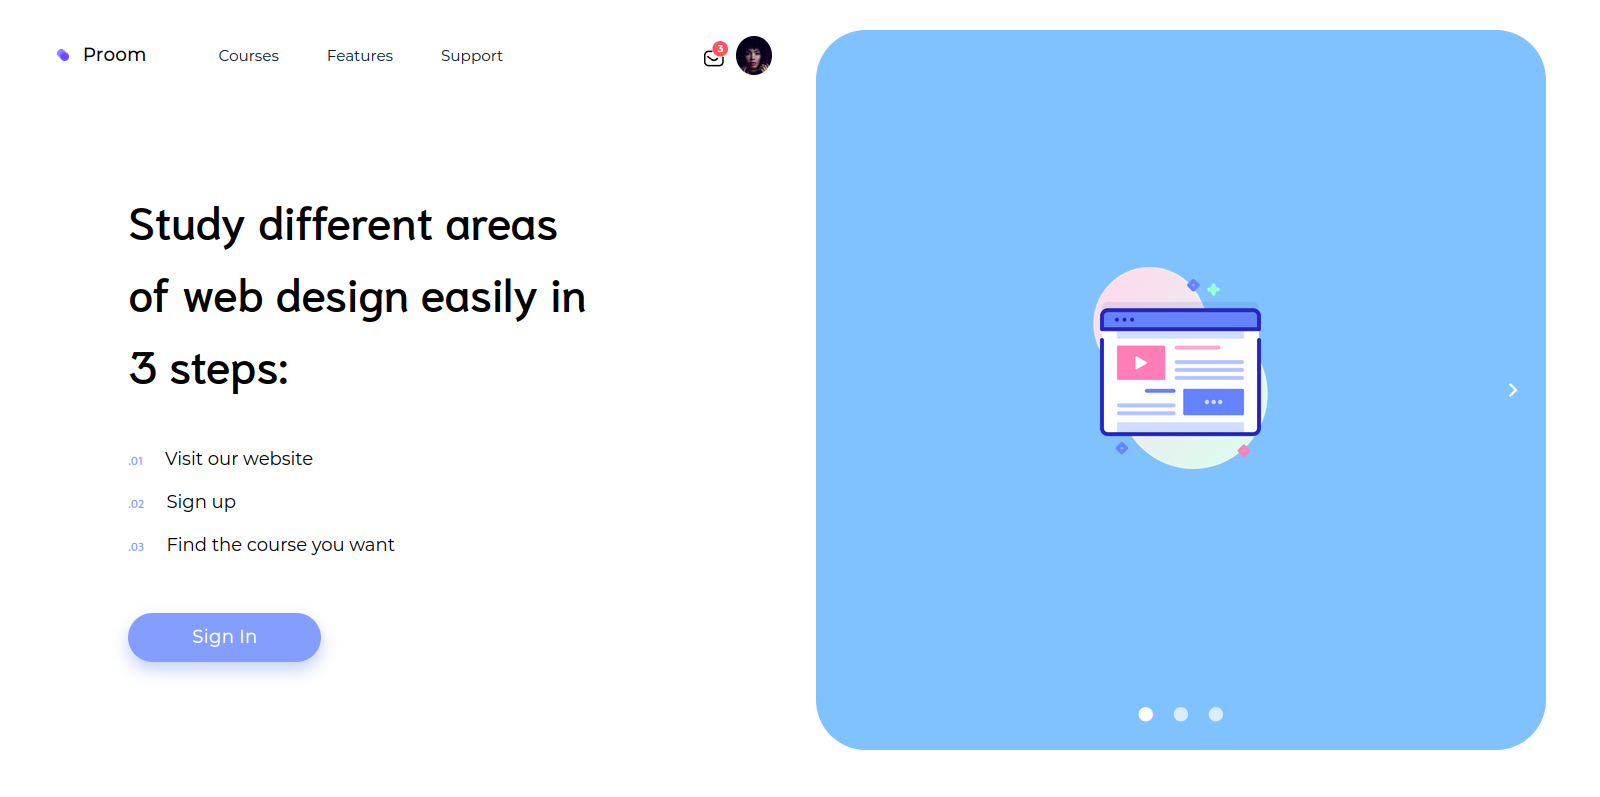 Proom
Courses Features Support
3
Study different areas
of web design easily in
3 steps:
.01 Visit our website
.02 Sign up
.03 Find the course you want
Sign In